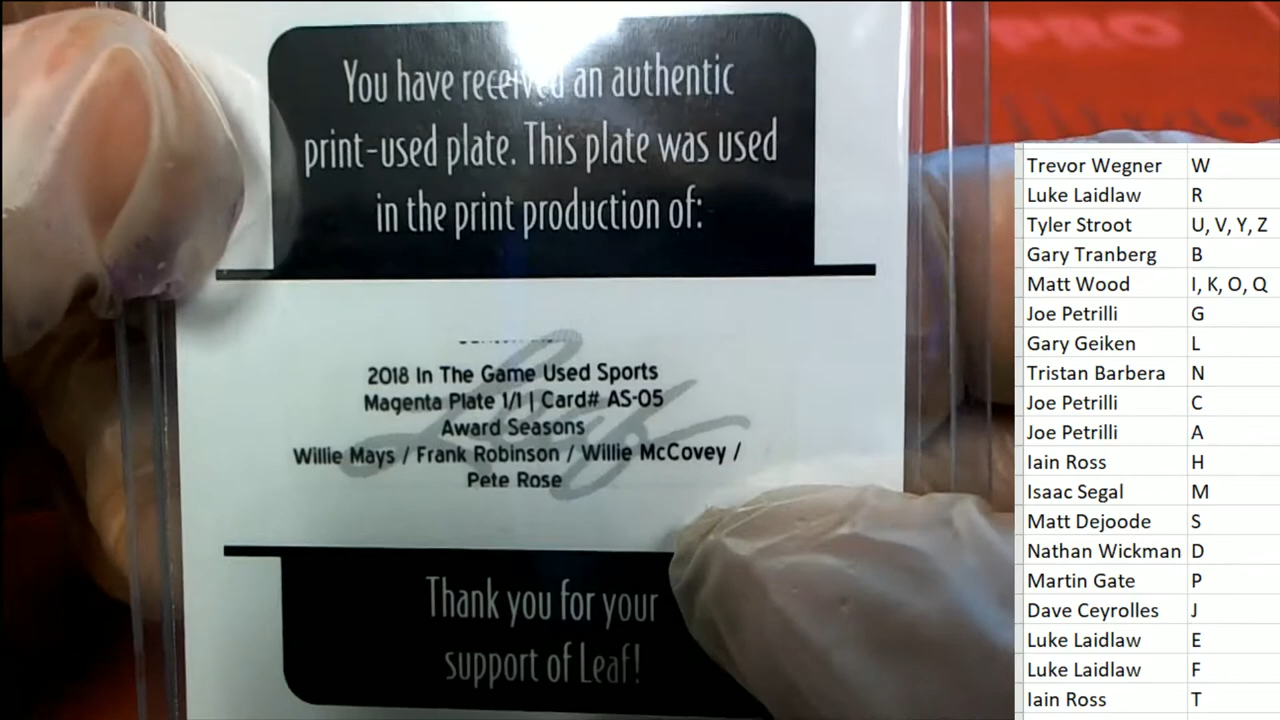 PRO
You have received an authentic
print-used plate. This plate was used
in the print production of:
2018 In The Game Used Sports
Magenta Plate 1/1 | Card# AS-05
Award Seasons
Willie Mays / Frank Robinson / Willie McCovey /
Pete Rose
Thank you for your
support of Leaf!
Trevor Wegner W
Luke Laidlaw R
Tyler Stroot U, V, Y, Z
Gary Tranberg B
Matt Wood I, K, O, Q
Joe Petrilli G
Gary Geiken L
Tristan Barbera N
Joe Petrilli C
Joe Petrilli A
Iain Ross H
Isaac Segal M
Matt Dejoode S
Nathan Wickman D
Martin Gate P
Dave Ceyrolles J
Luke Laidlaw E
Luke Laidlaw F
Iain Ross T